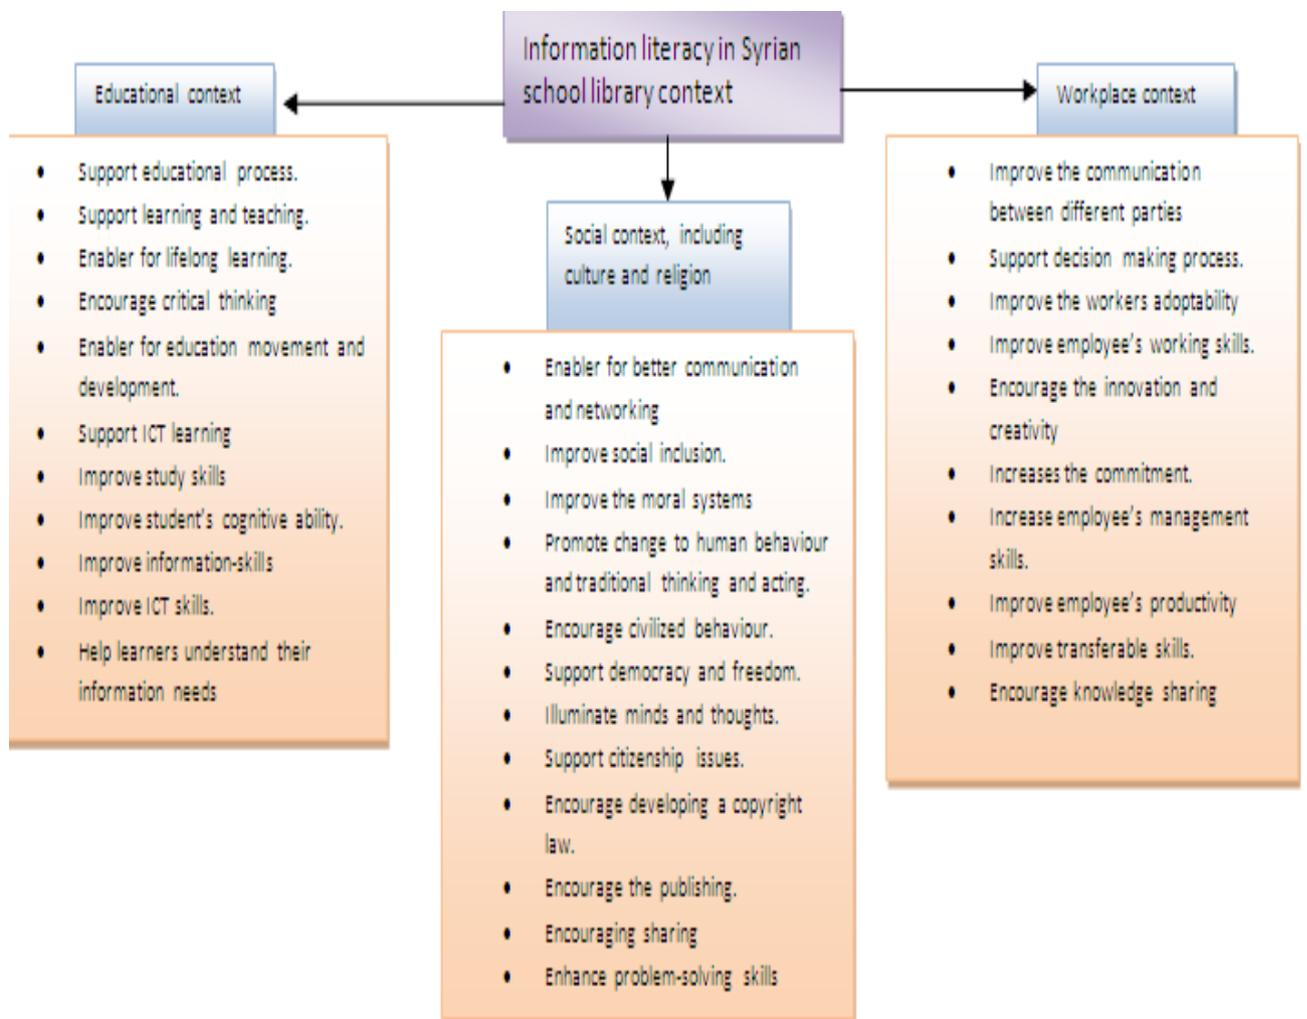 Information literacy in Syrian
school library context
Educational context
• Support educational process.
• Support learning and teaching.
• Enabler for lifelong learning.
• Encourage critical thinking
• Enabler for education movement and
development.
• Support ICT learning
• Improve study skills
• Improve student's cognitive ability.
• Improve information-skills
• Improve ICT skills.
• Help learners understand their
information needs
Social context, including
culture and religion
• Enabler for better communication
and networking
• Improve social inclusion.
• Improve the moral systems
• Promote change to human behaviour
and traditional thinking and acting.
• Encourage civilized behaviour.
• Support democracy and freedom.
• Illuminate minds and thoughts.
• Support citizenship issues.
• Encourage developing a copyright
law.
• Encourage the publishing.
• Encouraging sharing
• Enhance problem-solving skills
Workplace context
• Improve the communication
between different parties
• Support decision making process.
• Improve the workers adoptability
• Improve employee's working skills.
• Encourage the innovation and
creativity
• Increases the commitment.
• Increase employee's management
skills.
• Improve employee's productivity
• Improve transferable skills.
• Encourage knowledge sharing